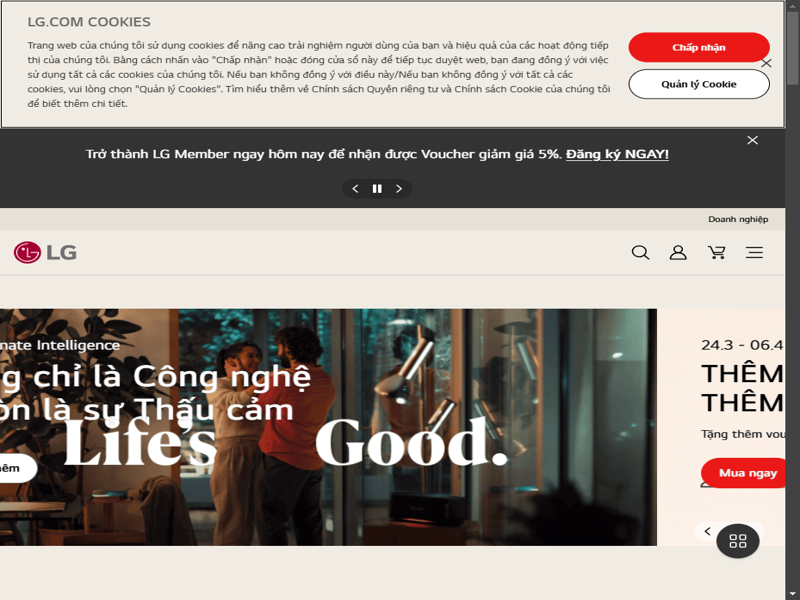 LG.COM COOKIES
Trang web của chúng tôi sử dụng cookies để nâng cao trải nghiệm người dùng của bạn và hiệu quả của các hoạt động tiếp
thị của chúng tôi. Bằng cách nhấn vào "Chấp nhận" hoặc đóng cửa sổ này để tiếp tục duyệt web, bạn đang đồng ý với việc
sử dụng tất cả các cookies của chúng tôi. Nếu bạn không đồng ý với điều này/Nếu bạn không đồng ý với tất cả các
cookies, vui lòng chọn "Quản lý Cookies". Tìm hiểu thêm về Chính sách Quyền riêng tư và Chính sách Cookie của chúng tôi
để biết thêm chi tiết.
Chấp nhận
Quản lý Cookie
Trở thành LG Member ngay hôm nay để nhận được Voucher giảm giá 5%. Đăng ký NGAY!
Doanh nghiệp
LG
nate Intelligence
g chỉ là Công nghệ
òn là sự Thấu cảm
Life's Good.
hêm
24.3 - 06.4
THÊM
THÊM
Tặng thêm vou
Mua ngay